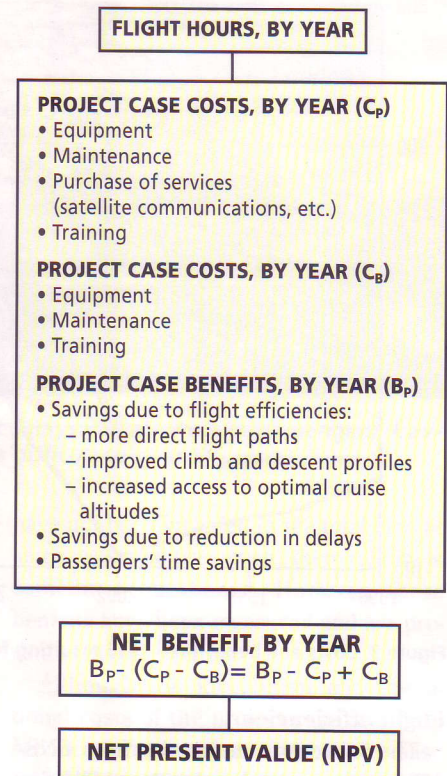 FLIGHT HOURS, BY YEAR
PROJECT CASE COSTS, BY YEAR (Cₚ)
• Equipment
• Maintenance
• Purchase of services
(satellite communications, etc.)
• Training
PROJECT CASE COSTS, BY YEAR (C_B)
• Equipment
• Maintenance
• Training
PROJECT CASE BENEFITS, BY YEAR (Bₚ)
• Savings due to flight efficiencies:
– more direct flight paths
– improved climb and descent profiles
– increased access to optimal cruise
altitudes
• Savings due to reduction in delays
• Passengers' time savings
NET BENEFIT, BY YEAR
Bₚ- (Cₚ - C_B)= Bₚ - Cₚ + C_B
NET PRESENT VALUE (NPV)